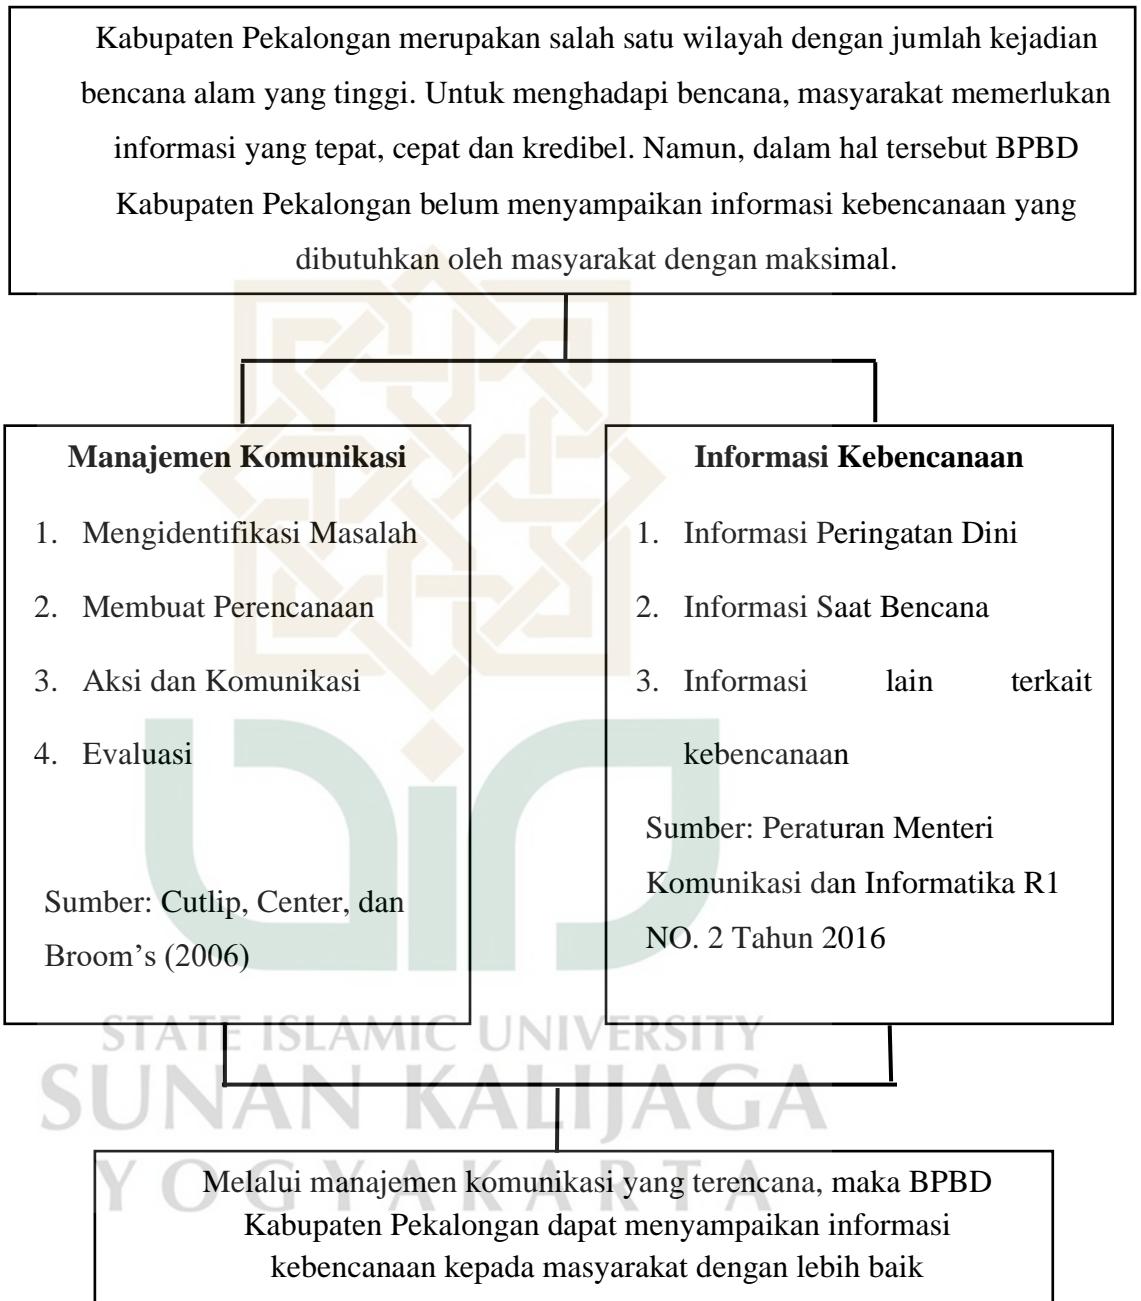 Kabupaten Pekalongan merupakan salah satu wilayah dengan jumlah kejadian
bencana alam yang tinggi. Untuk menghadapi bencana, masyarakat memerlukan
informasi yang tepat, cepat dan kredibel. Namun, dalam hal tersebut BPBD
Kabupaten Pekalongan belum menyampaikan informasi kebencanaan yang
dibutuhkan oleh masyarakat dengan maksimal.
Manajemen Komunikasi
1. Mengidentifikasi Masalah
2. Membuat Perencanaan
3. Aksi dan Komunikasi
4. Evaluasi
Sumber: Cutlip, Center, dan
Broom’s (2006)
Informasi Kebencanaan
1. Informasi Peringatan Dini
2. Informasi Saat Bencana
3. Informasi lain terkait
kebencanaan
Sumber: Peraturan Menteri
Komunikasi dan Informatika R1
NO. 2 Tahun 2016
STATE ISLAMIC UNIVERSITY
SUNAN KALIJAGA
YOGYAKARTA
Melalui manajemen komunikasi yang terencana, maka BPBD
Kabupaten Pekalongan dapat menyampaikan informasi
kebencanaan kepada masyarakat dengan lebih baik